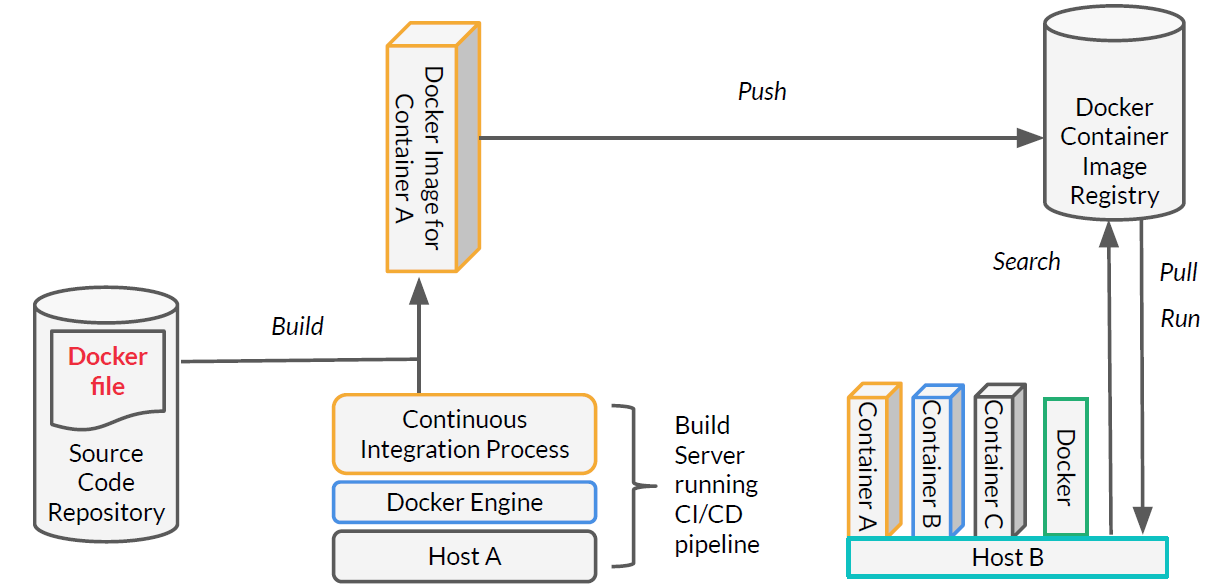 Docker Image for
Container A
Push
Docker
Container
Image
Registry
Search
Pull
Run
Build
Docker
file
Source
Code
Repository
Continuous
Integration Process
Docker Engine
Host A
Build
Server
running
CI/CD
pipeline
Container A
Container B
Container C
Docker
Host B